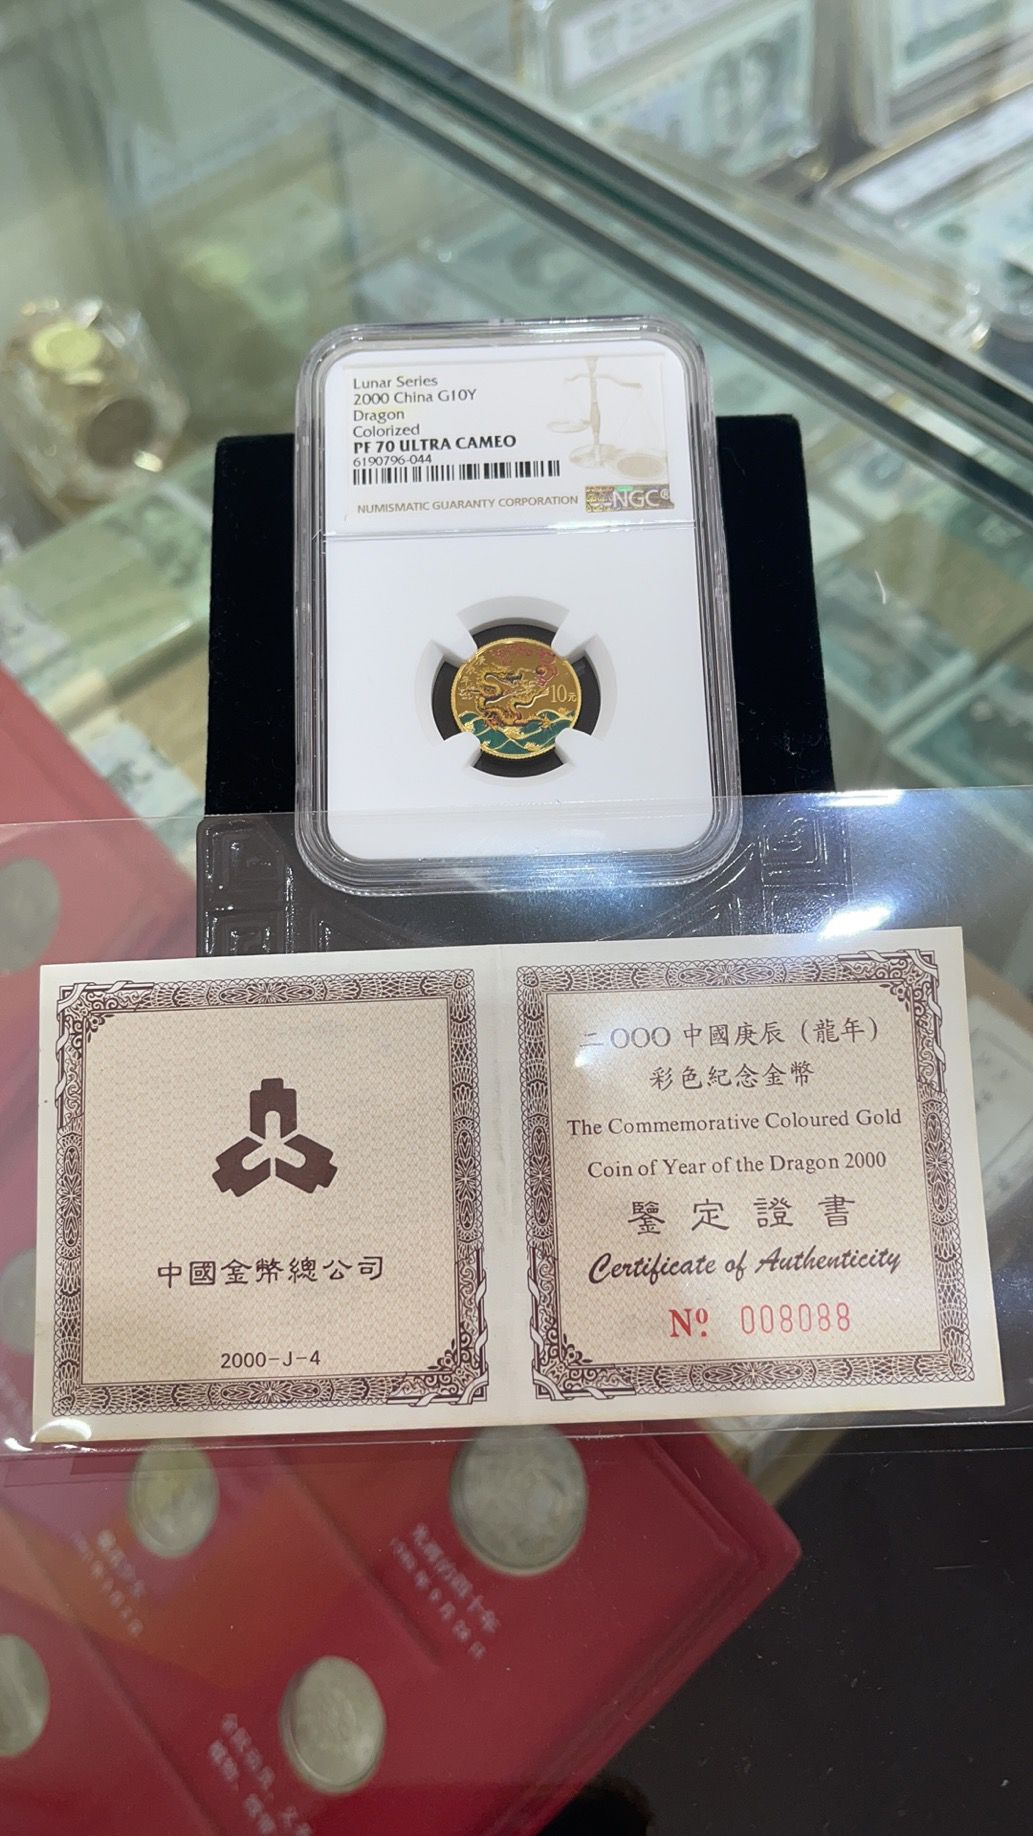 Lunar Series
2000 China G10Y
Dragon
Colorized
PF 70 ULTRA CAMEO
6190796-044
NUMISMATIC GUARANTY CORPORATION
NGC®
10元
中國金幣總公司
2000-J-4
二OOO中國庚辰（龍年）
彩色紀念金幣
The Commemorative Coloured Gold
Coin of Year of the Dragon 2000
鑒定證書
Certificate of Authenticity
Nº. 008088